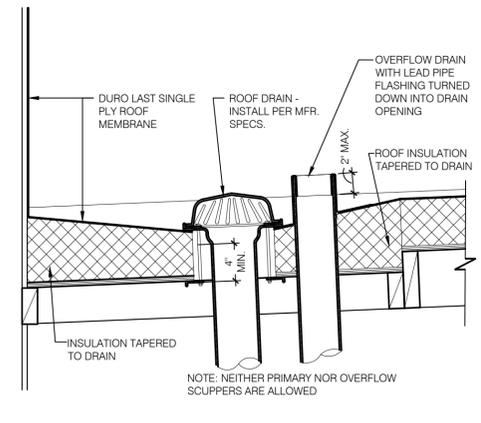 OVERFLOW DRAIN
WITH LEAD PIPE
FLASHING TURNED
DOWN INTO DRAIN
OPENING
DURO LAST SINGLE
PLY ROOF
MEMBRANE
ROOF DRAIN -
INSTALL PER MFR.
SPECS.
2" MAX.
ROOF INSULATION
TAPERED TO DRAIN
4"
MIN.
INSULATION TAPERED
TO DRAIN
NOTE: NEITHER PRIMARY NOR OVERFLOW
SCUPPERS ARE ALLOWED